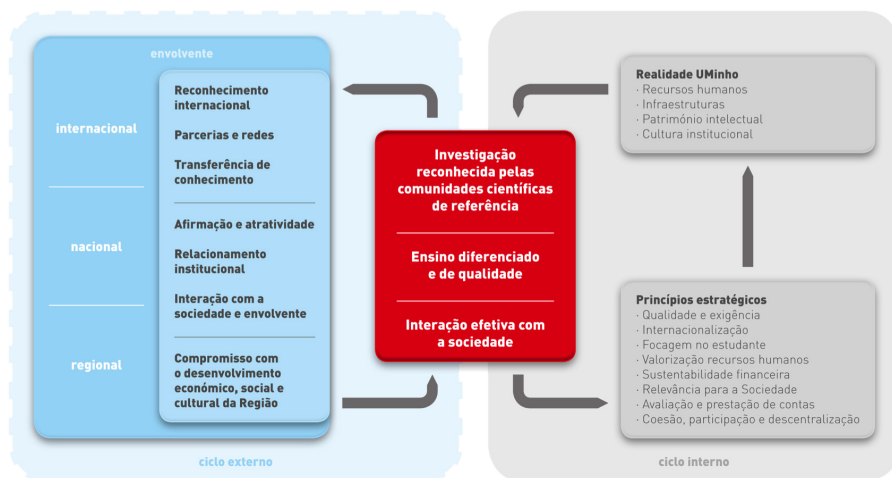 envolvente
internacional
nacional
regional
Reconhecimento
internacional
Parcerias e redes
Transferência de
conhecimento
Afirmação e atratividade
Relacionamento
institucional
Interação com a
sociedade e envolvente
Compromisso com
o desenvolvimento
económico, social e
cultural da Região
ciclo externo
Investigação
reconhecida pelas
comunidades científicas
de referência
Ensino diferenciado
e de qualidade
Interação efetiva com
a sociedade
Realidade UMinho
· Recursos humanos
· Infraestruturas
· Património intelectual
· Cultura institucional
Princípios estratégicos
· Qualidade e exigência
· Internacionalização
· Focagem no estudante
· Valorização recursos humanos
· Sustentabilidade financeira
· Relevância para a Sociedade
· Avaliação e prestação de contas
· Coesão, participação e descentralização
ciclo interno